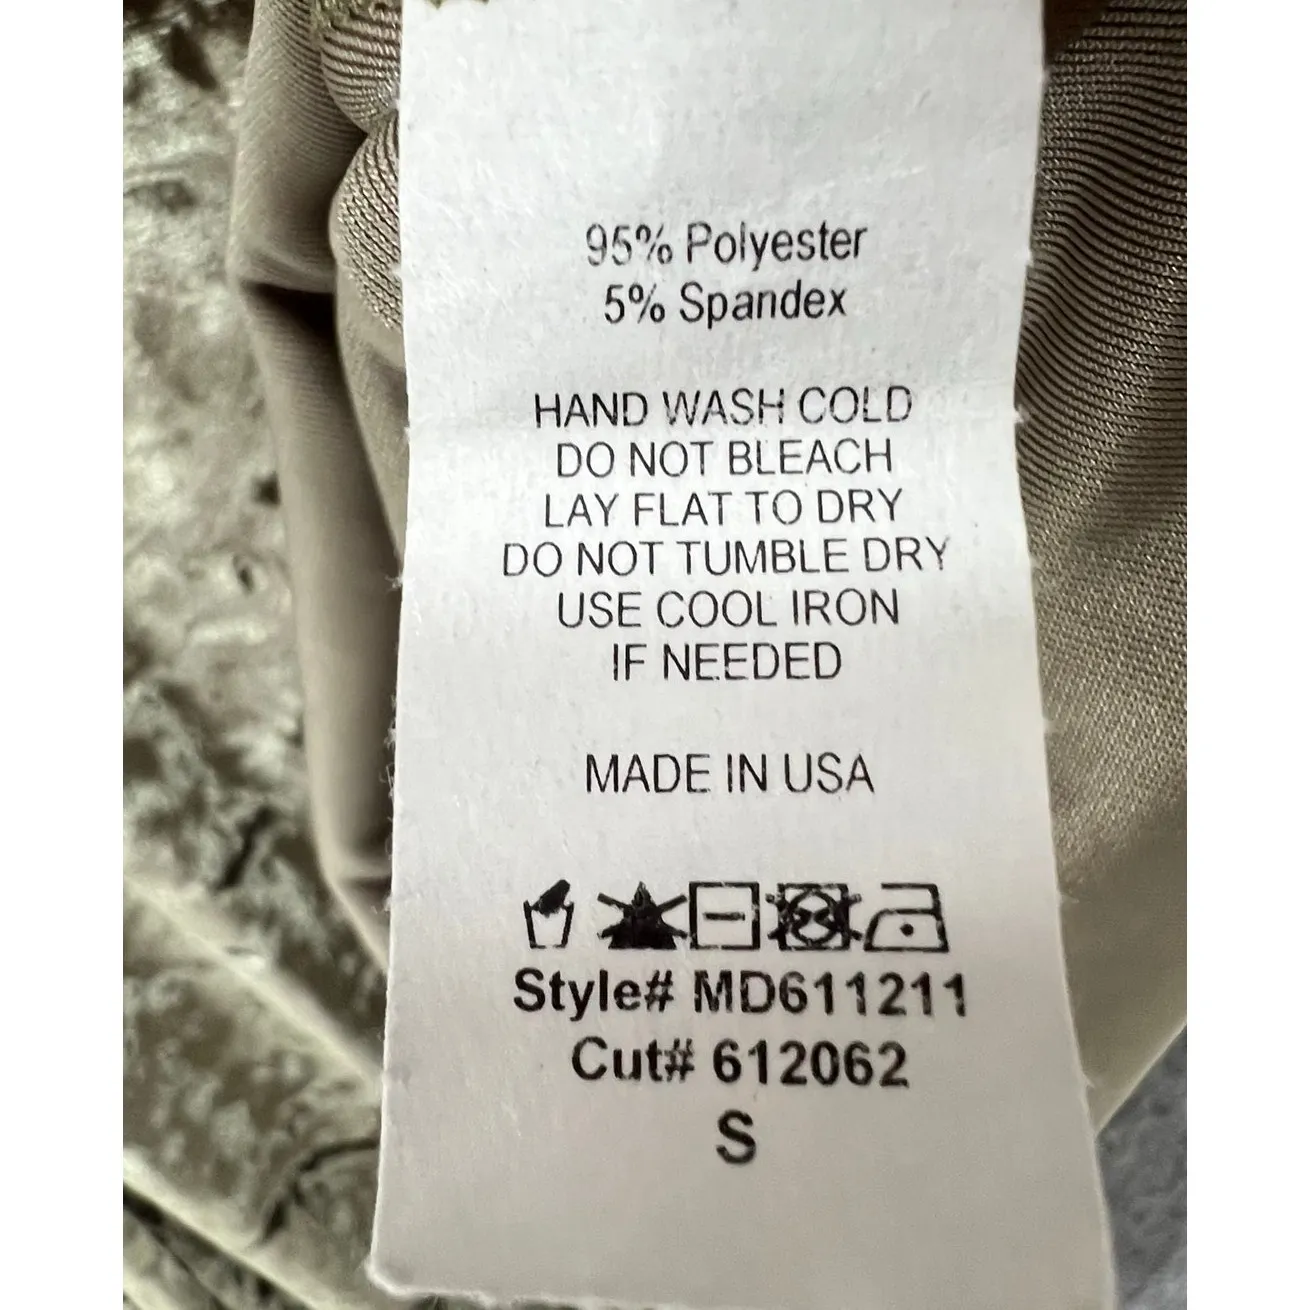 95% Polyester
5% Spandex
HAND WASH COLD
DO NOT BLEACH
LAY FLAT TO DRY
DO NOT TUMBLE DRY
USE COOL IRON
IF NEEDED
MADE IN USA
Style# MD611211
Cut# 612062
S